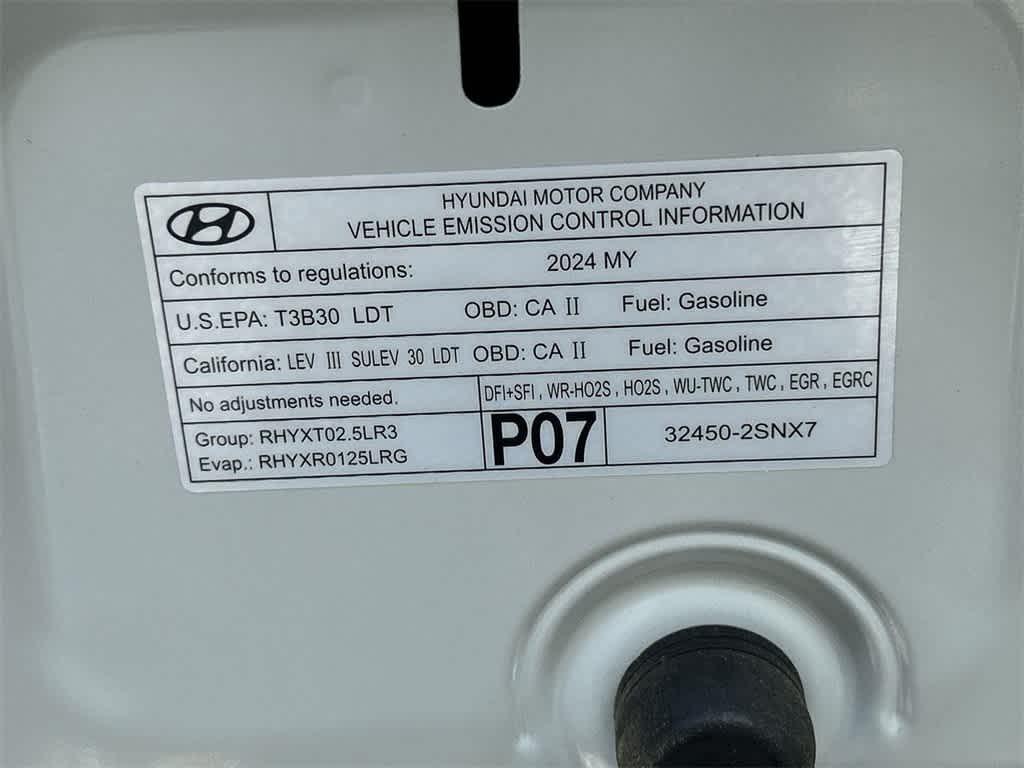 HYUNDAI MOTOR COMPANY
VEHICLE EMISSION CONTROL INFORMATION
Conforms to regulations: 2024 MY
U.S.EPA: T3B30 LDT OBD: CA II Fuel: Gasoline
California: LEV III SULEV 30 LDT OBD: CA II Fuel: Gasoline
No adjustments needed. DFI+SFI , WR-HO2S , HO2S , WU-TWC , TWC , EGR , EGRC
Group: RHYXT02.5LR3
Evap.: RHYXR0125LRG
P07 32450-2SNX7